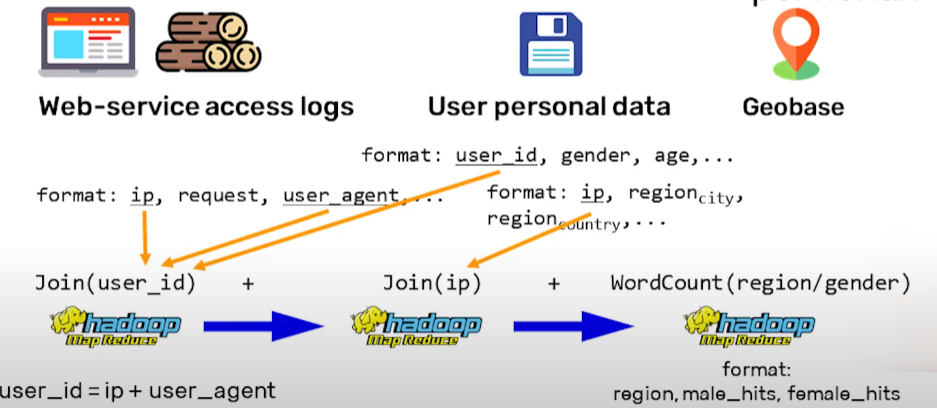 Web-service access logs
User personal data
Geobase
format: user_id, gender, age,...
format: ip, request, user_agent,...
format: ip, region city,
region country,...
Join(user_id) + Join(ip) + WordCount(region/gender)
hadoop
Map Reduce
hadoop
Map Reduce
hadoop
Map Reduce
user_id = ip + user_agent
format:
region, male_hits, female_hits